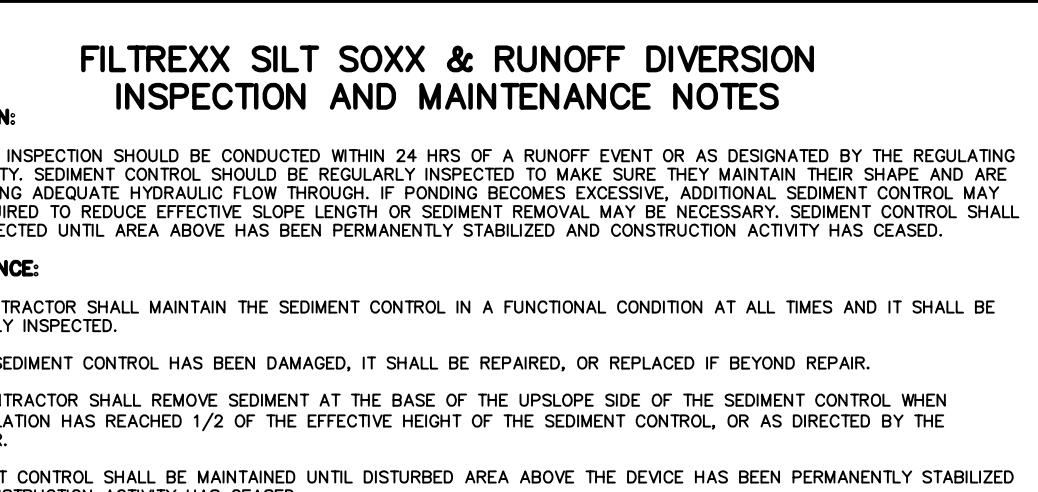 FILTREXX SILT SOXX & RUNOFF DIVERSION
INSPECTION AND MAINTENANCE NOTES
N:
INSPECTION SHOULD BE CONDUCTED WITHIN 24 HRS OF A RUNOFF EVENT OR AS DESIGNATED BY THE REGULATING
TY. SEDIMENT CONTROL SHOULD BE REGULARLY INSPECTED TO MAKE SURE THEY MAINTAIN THEIR SHAPE AND ARE
NG ADEQUATE HYDRAULIC FLOW THROUGH. IF PONDING BECOMES EXCESSIVE, ADDITIONAL SEDIMENT CONTROL MAY
UIRED TO REDUCE EFFECTIVE SLOPE LENGTH OR SEDIMENT REMOVAL MAY BE NECESSARY. SEDIMENT CONTROL SHALL
ECTED UNTIL AREA ABOVE HAS BEEN PERMANENTLY STABILIZED AND CONSTRUCTION ACTIVITY HAS CEASED.
NCE:
TRACTOR SHALL MAINTAIN THE SEDIMENT CONTROL IN A FUNCTIONAL CONDITION AT ALL TIMES AND IT SHALL BE
LY INSPECTED.
SEDIMENT CONTROL HAS BEEN DAMAGED, IT SHALL BE REPAIRED, OR REPLACED IF BEYOND REPAIR.
NTRACTOR SHALL REMOVE SEDIMENT AT THE BASE OF THE UPSLOPE SIDE OF THE SEDIMENT CONTROL WHEN
LATION HAS REACHED 1/2 OF THE EFFECTIVE HEIGHT OF THE SEDIMENT CONTROL, OR AS DIRECTED BY THE
R.
T CONTROL SHALL BE MAINTAINED UNTIL DISTURBED AREA ABOVE THE DEVICE HAS BEEN PERMANENTLY STABILIZED
ACTIVITY HAS CEASED.